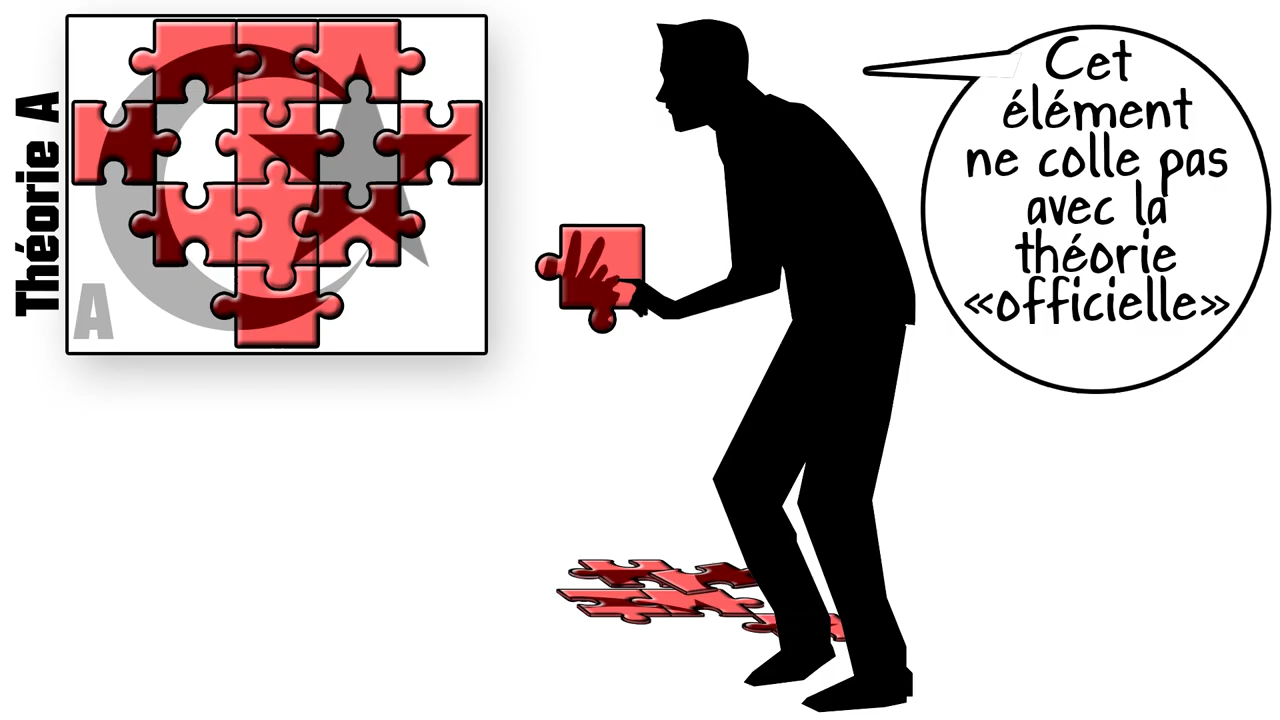 Théorie A
A
Cet
élément
ne colle pas
avec la
théorie
«officielle»